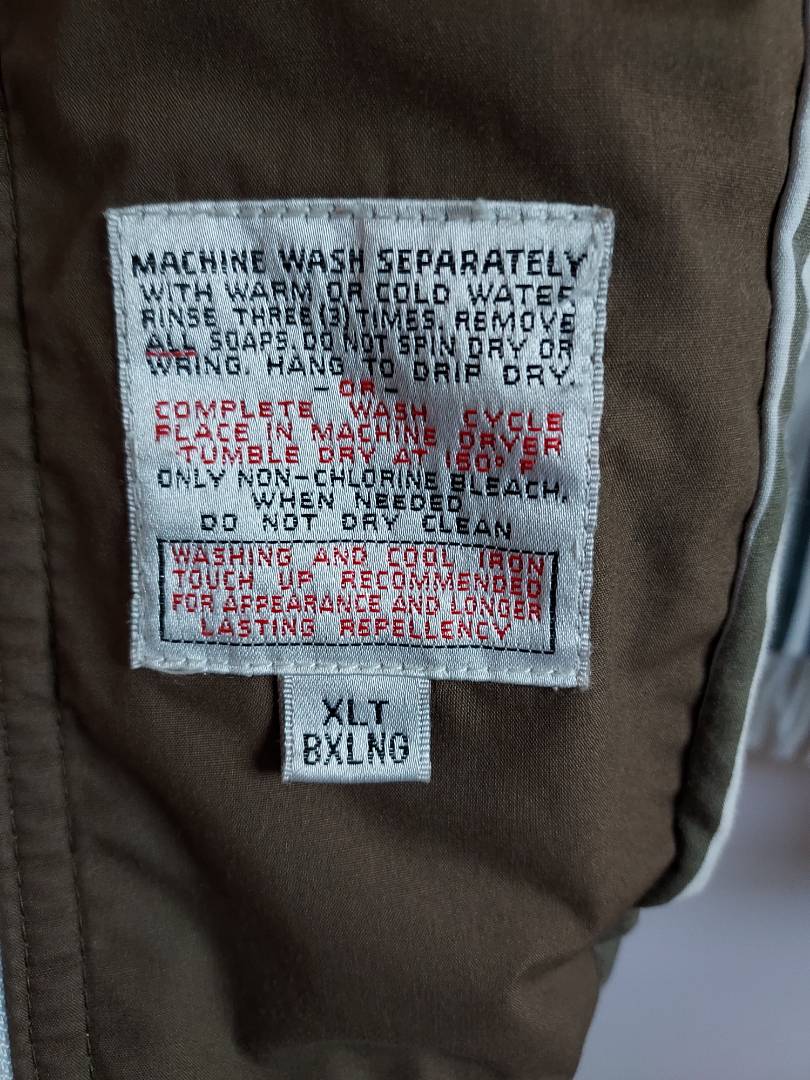 MACHINE WASH SEPARATELY
WITH WARM OR COLD WATER
RINSE THREE (3) TIMES. REMOVE
ALL SOAPS. DO NOT SPIN DRY OR
WRING. HANG TO DRIP DRY.
- OR -
COMPLETE WASH CYCLE
PLACE IN MACHINE DRYER
TUMBLE DRY AT 180° F
ONLY NON-CHLORINE BLEACH.
WHEN NEEDED
DO NOT DRY CLEAN
WASHING AND COOL IRON
TOUCH UP RECOMMENDED
FOR APPEARANCE AND LONGER
LASTING REPELLENCY
XLT
BXLNG